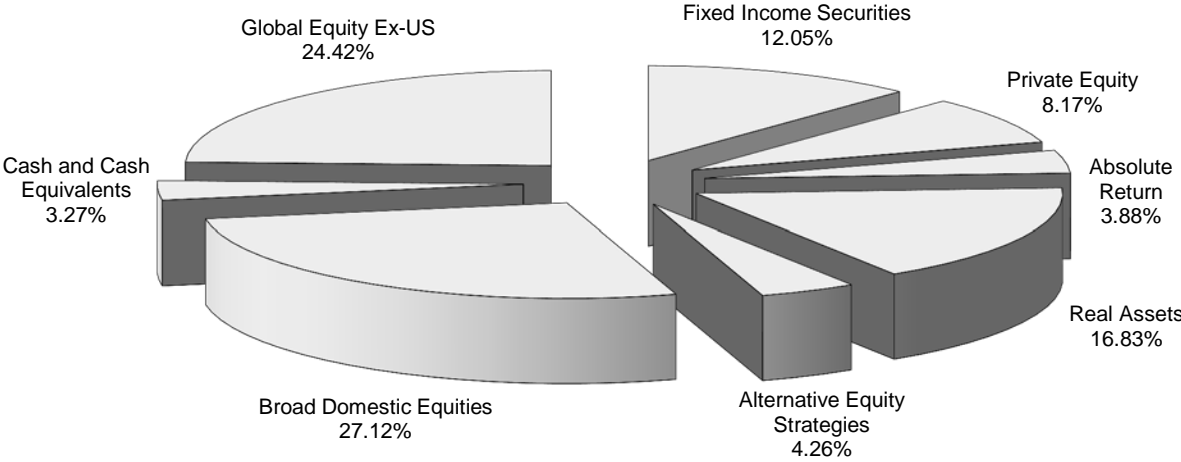 Fixed Income Securities
12.05%
Global Equity Ex-US
24.42%
Private Equity
8.17%
Cash and Cash
Equivalents
3.27%
Absolute
Return
3.88%
Real Assets
16.83%
Broad Domestic Equities
27.12%
Alternative Equity
Strategies
4.26%